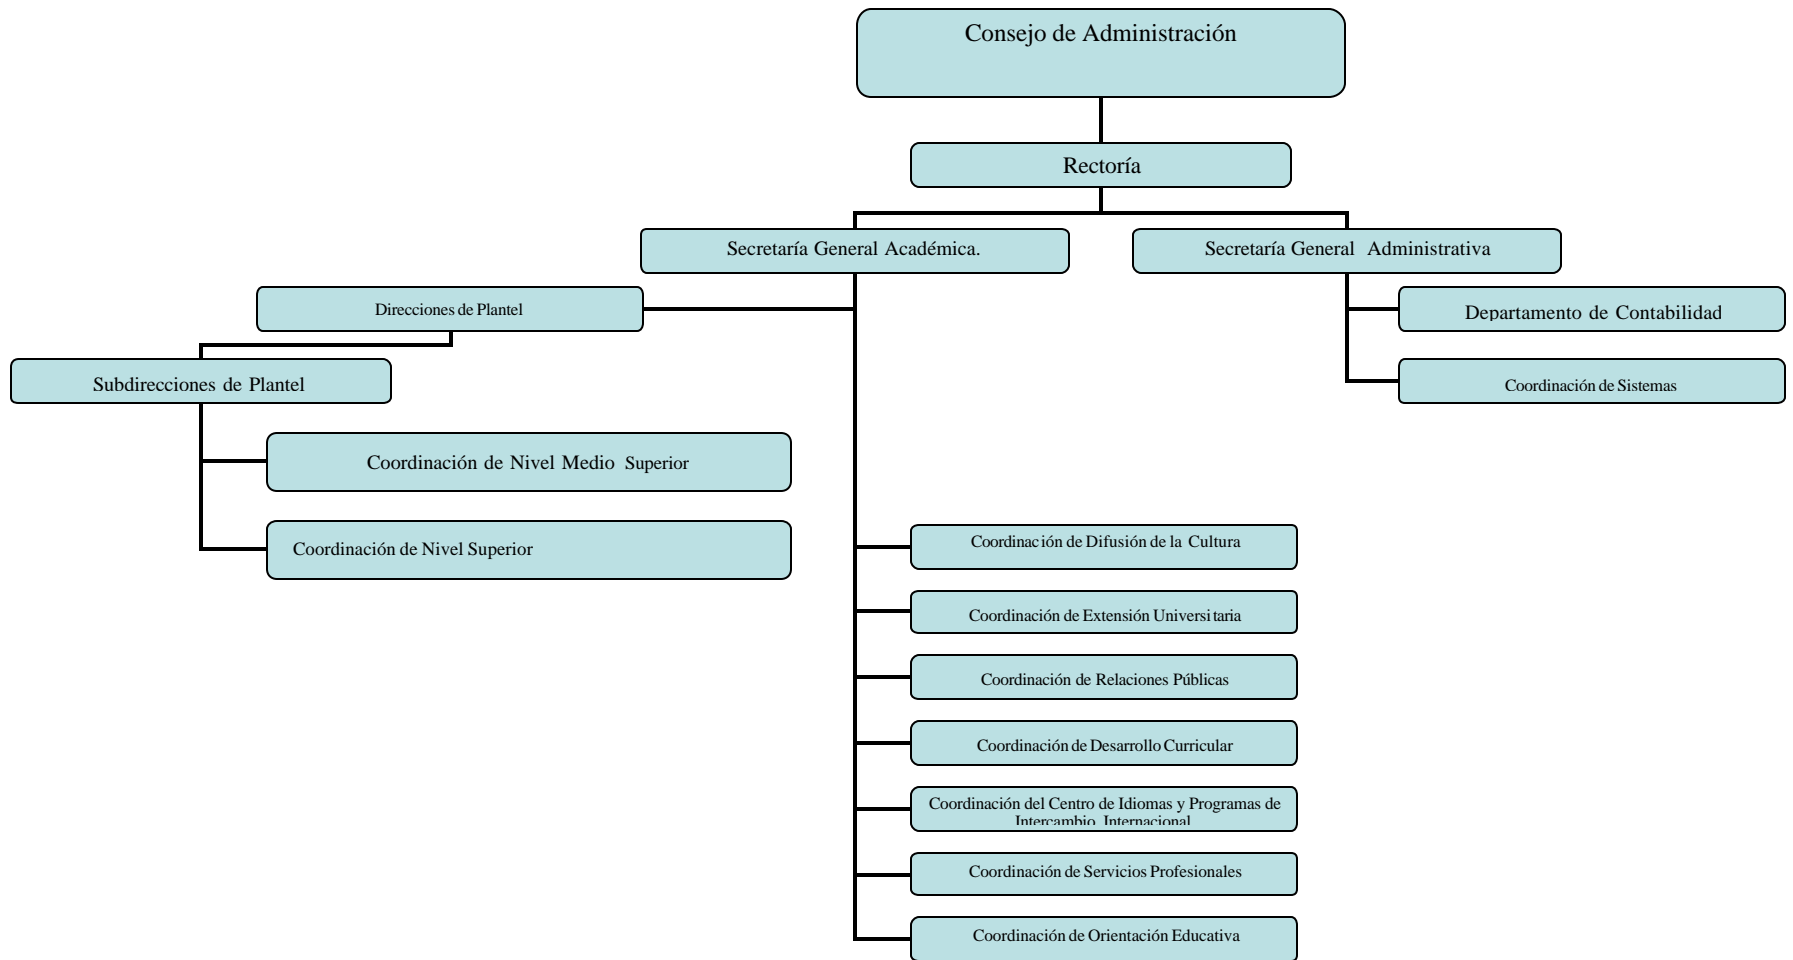 Consejo de Administración
Rectoría
Secretaría General Académica.
Secretaría General Administrativa
Direcciones de Plantel
Departamento de Contabilidad
Subdirecciones de Plantel
Coordinación de Sistemas
Coordinación de Nivel Medio Superior
Coordinación de Nivel Superior
Coordinación de Difusión de la Cultura
Coordinación de Extensión Universitaria
Coordinación de Relaciones Públicas
Coordinación de Desarrollo Curricular
Coordinación del Centro de Idiomas y Programas de
Intercambio Internacional
Coordinación de Servicios Profesionales
Coordinación de Orientación Educativa